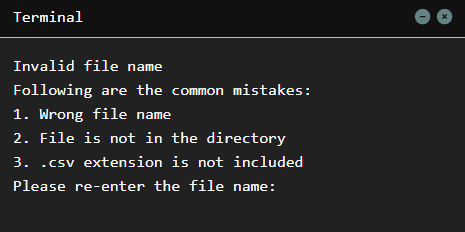 Terminal
Invalid file name
Following are the common mistakes:
1. Wrong file name
2. File is not in the directory
3. .csv extension is not included
Please re-enter the file name: